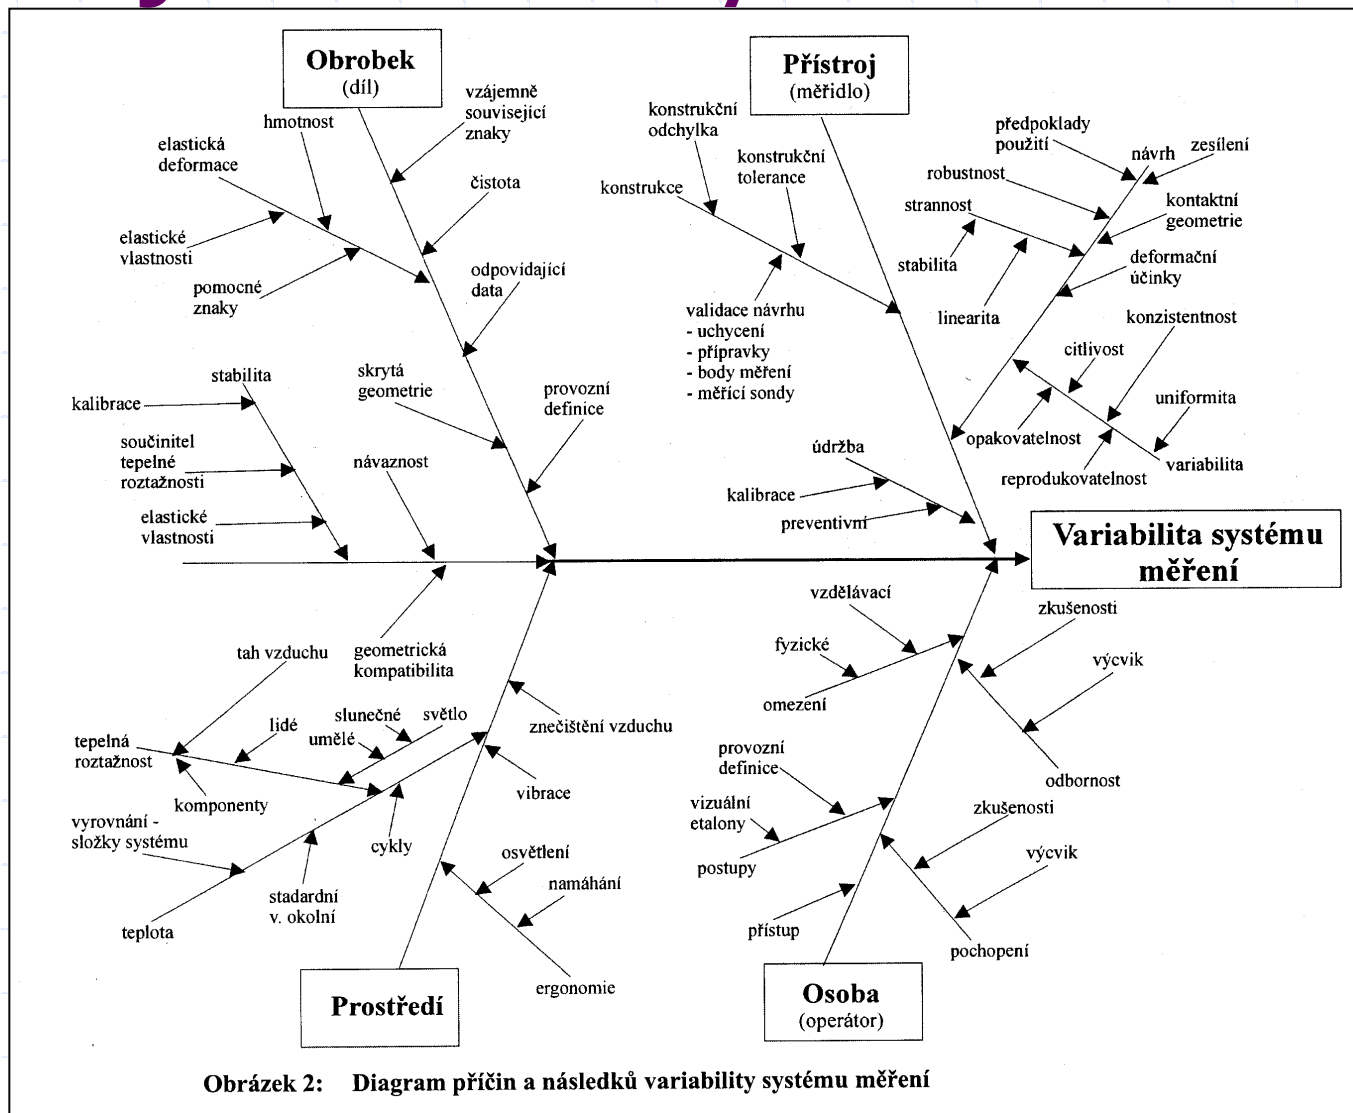 Obrobek
(díl)
Přístroj
(měřidlo)
vzájemně
související
znaky
hmotnost
elastická
deformace
čistota
elastické
vlastnosti
pomocné
znaky
odpovídající
data
skrytá
geometrie
provozní
definice
stabilita
kalibrace
součinitel
tepelné
roztažnosti
elastické
vlastnosti
návaznost
konstrukční
odchylka
konstrukční
tolerance
konstrukce
validace návrhu
- uchycení
- přípravky
- body měření
- měřící sondy
předpoklady
použití
návrh
zesílení
robustnost
strannost
kontaktní
geometrie
stabilita
deformační
účinky
linearita
konzistentnost
citlivost
uniformita
opakovatelnost
reprodukovatelnost
variabilita
údržba
kalibrace
preventivní
Variabilita systému
měření
geometrická
kompatibilita
tah vzduchu
lidé
slunečné
světlo
umělé
tepelná
roztažnost
komponenty
znečištění vzduchu
vibrace
vyrovnání -
složky systému
cykly
stadardní
v. okolní
teplota
osvětlení
namáhání
ergonomie
Prostředí
vzdělávací
zkušenosti
fyzické
výcvik
omezení
odbornost
provozní
definice
vizuální
etalony
postupy
zkušenosti
výcvik
přístup
pochopení
Osoba
(operátor)
Obrázek 2: Diagram příčin a následků variability systému měření